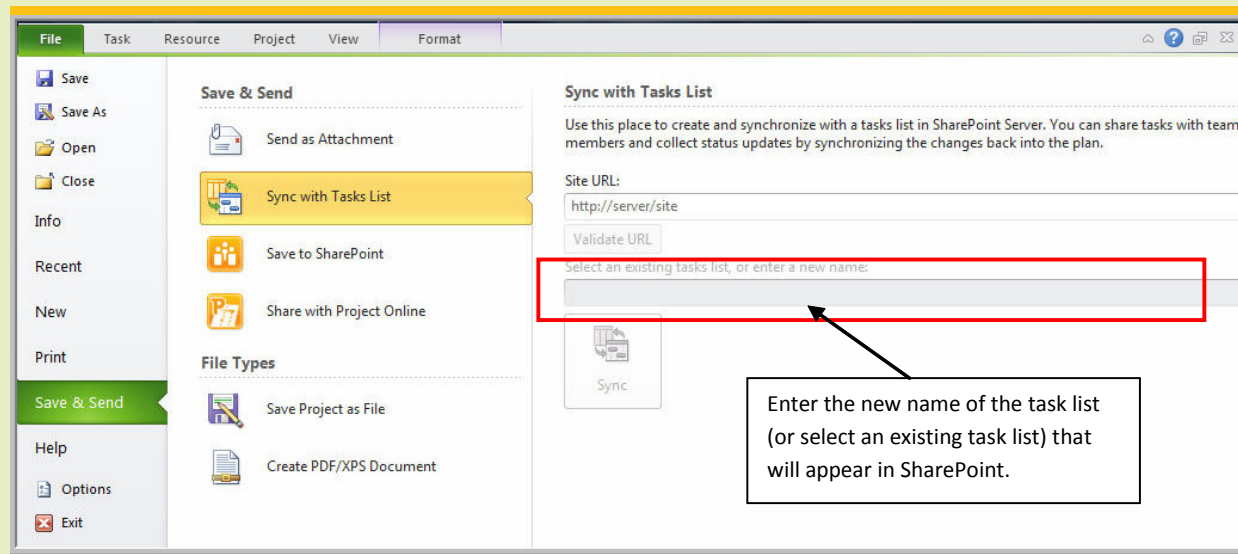 File Task Resource Project View Format
Save
Save As
Open
Close
Info
Recent
New
Print
Save & Send
Help
Options
Exit
Save & Send
Send as Attachment
Sync with Tasks List
Save to SharePoint
Share with Project Online
File Types
Save Project as File
Create PDF/XPS Document
Sync with Tasks List
Use this place to create and synchronize with a tasks list in SharePoint Server. You can share tasks with team
members and collect status updates by synchronizing the changes back into the plan.
Site URL:
http://server/site
Validate URL
Select an existing tasks list, or enter a new name:
Sync
Enter the new name of the task list
(or select an existing task list) that
will appear in SharePoint.